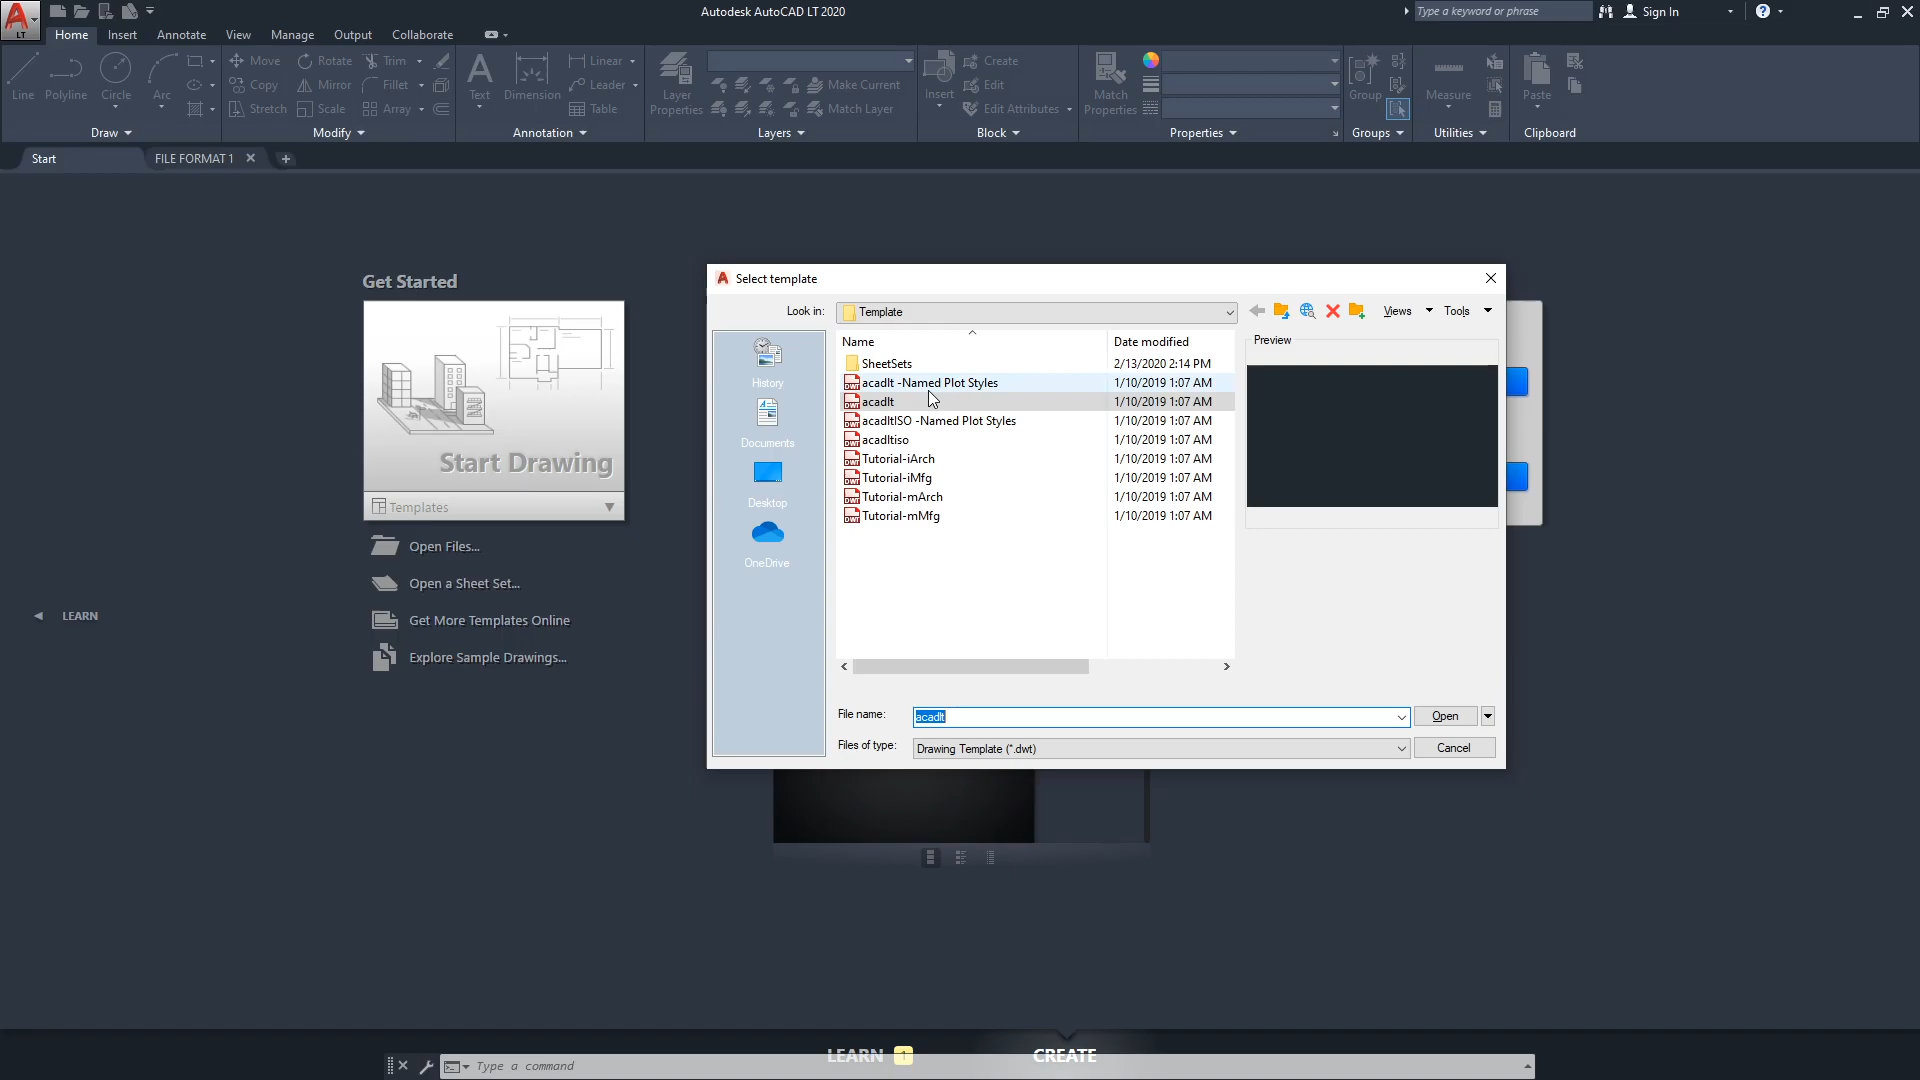 Autodesk AutoCAD LT 2020
Type a keyword or phrase
Sign In
LT
Home Insert Annotate View Manage Output Collaborate
Line Polyline Circle Arc
Move Rotate Trim
Copy Mirror Fillet
Stretch Scale Array
Text Dimension
Linear
Leader
Table
Layer Properties
Make Current
Match Layer
Insert
Create
Edit
Edit Attributes
Match Properties
Group
Measure
Paste
Draw Modify Annotation Layers Block Properties Groups Utilities Clipboard
Start FILE FORMAT 1
Get Started
Start Drawing
Templates
Open Files...
Open a Sheet Set...
Get More Templates Online
Explore Sample Drawings...
LEARN
Select template
Look in: Template
Views Tools
History
Documents
Desktop
OneDrive
Name Date modified
SheetSets 2/13/2020 2:14 PM
acadlt -Named Plot Styles 1/10/2019 1:07 AM
acadlt 1/10/2019 1:07 AM
acadltISO -Named Plot Styles 1/10/2019 1:07 AM
acadltiso 1/10/2019 1:07 AM
Tutorial-iArch 1/10/2019 1:07 AM
Tutorial-iMfg 1/10/2019 1:07 AM
Tutorial-mArch 1/10/2019 1:07 AM
Tutorial-mMfg 1/10/2019 1:07 AM
Preview
File name: acadlt Open
Files of type: Drawing Template (*.dwt) Cancel
LEARN 1 CREATE
Type a command